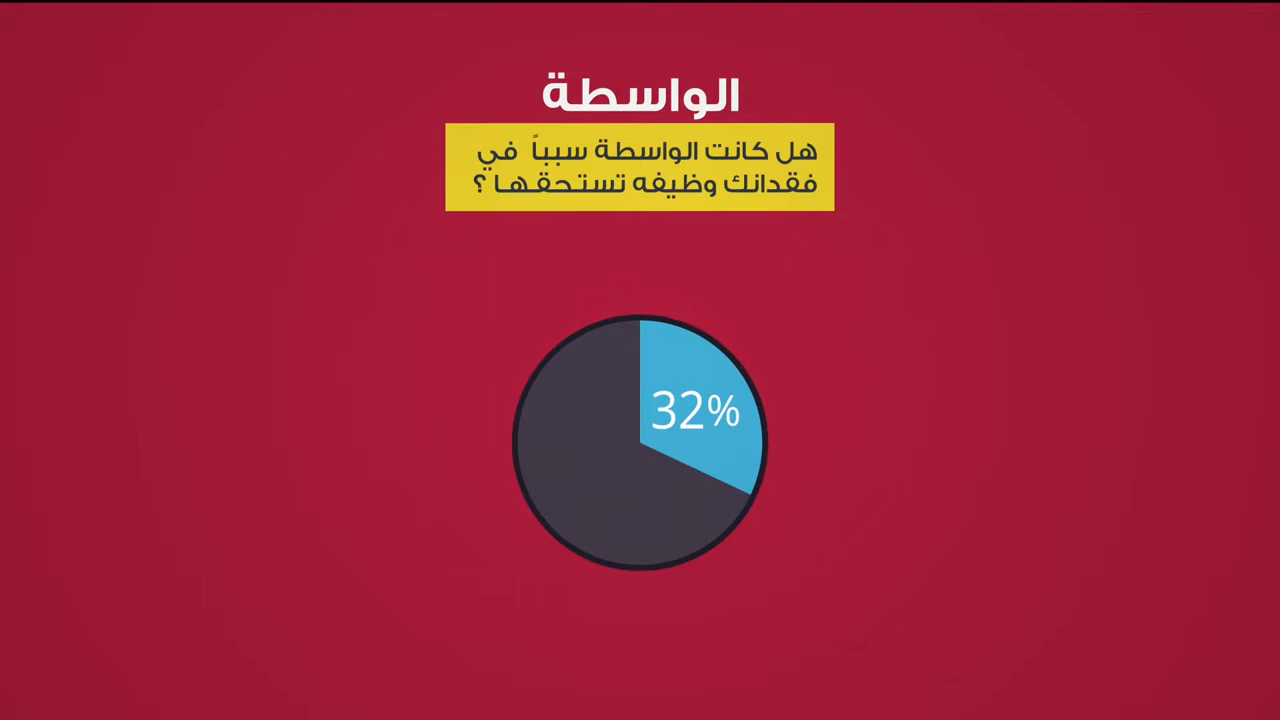 الواسطة
هل كانت الواسطة سبباً في
فقدانك وظيفه تستحقها ؟
32%